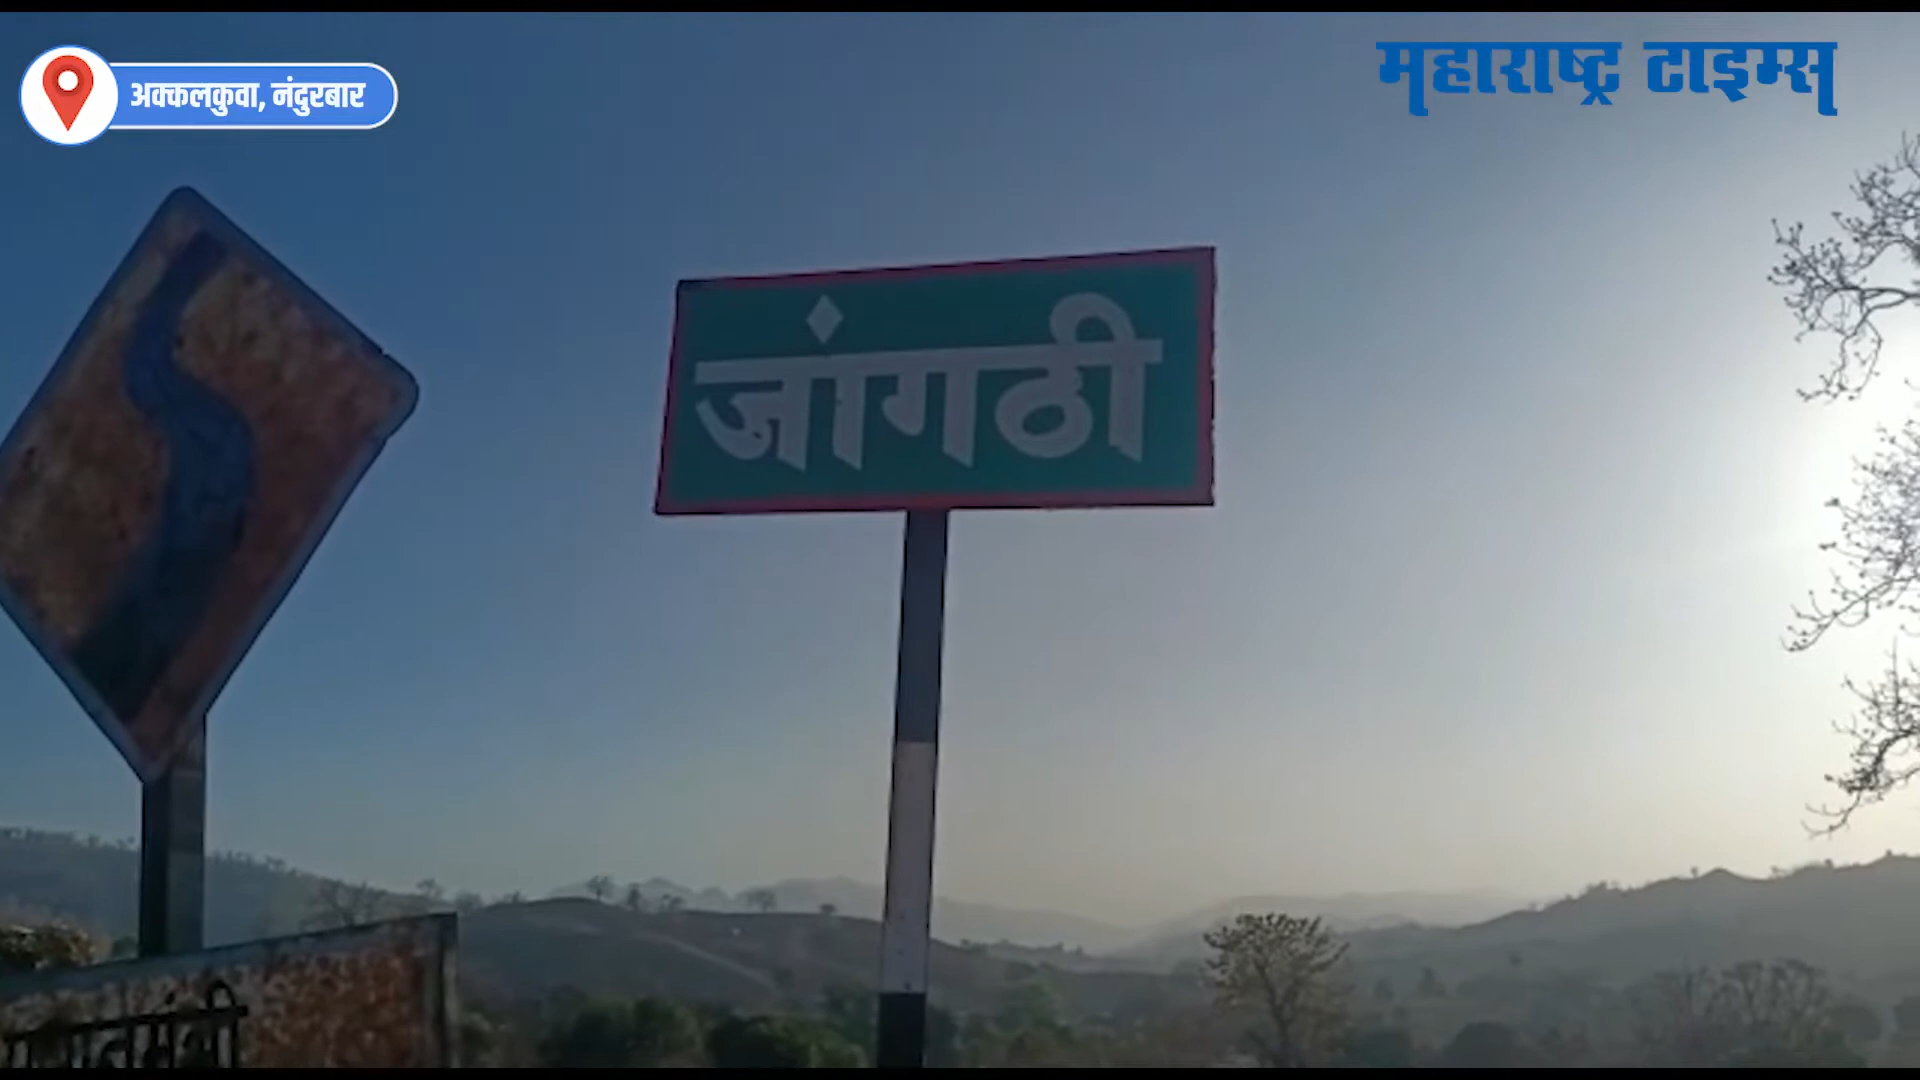 अक्कलकुवा, नंदुरबार
महाराष्ट्र टाइम्स
जांगठी